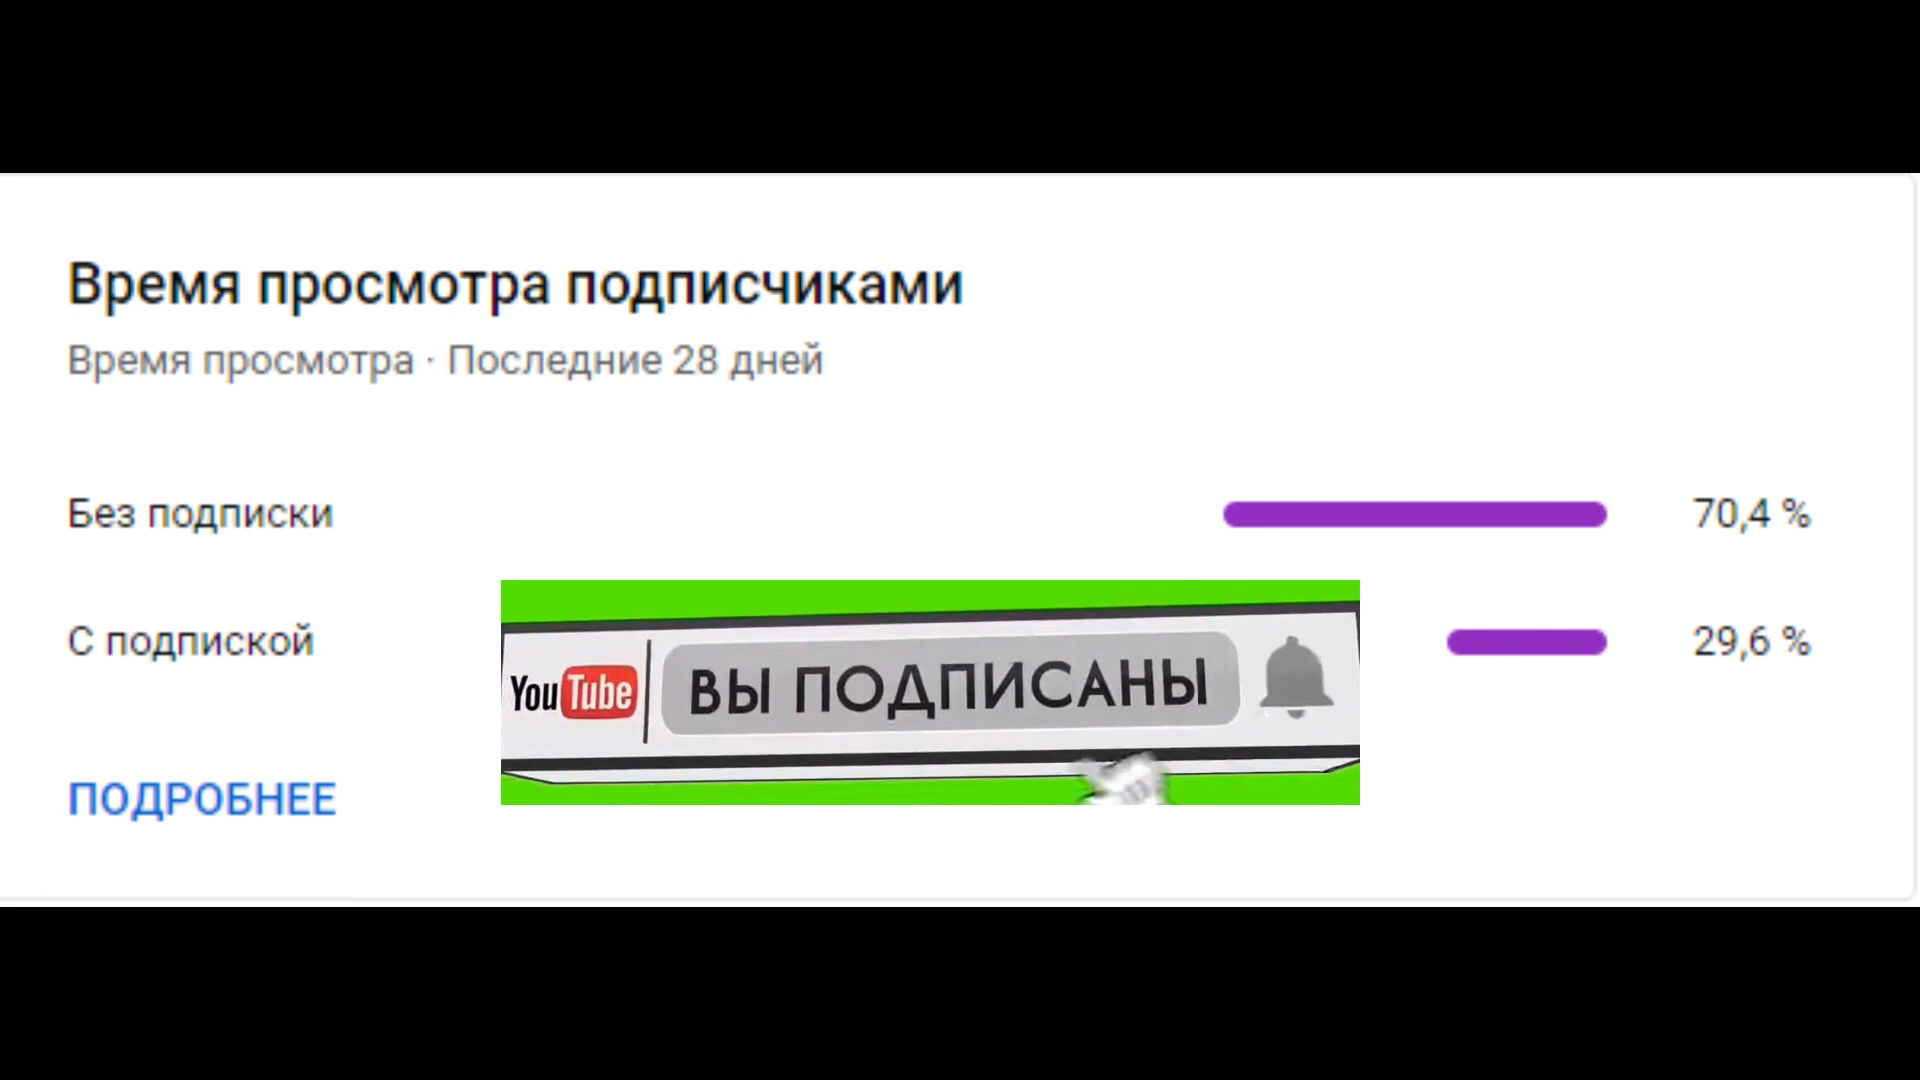 Время просмотра подписчиками
Время просмотра · Последние 28 дней
Без подписки 70,4 %
С подпиской 29,6 %
YouTube ВЫ ПОДПИСАНЫ
ПОДРОБНЕЕ